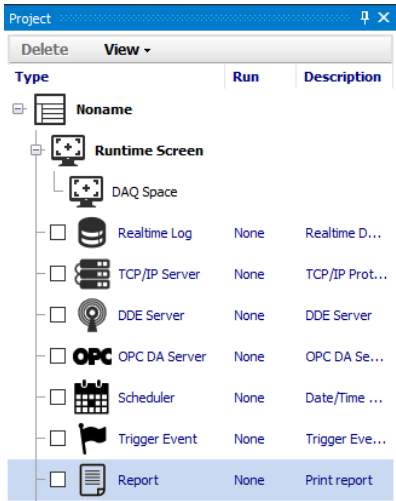 Project
Delete View
Type Run Description
Noname
Runtime Screen
DAQ Space
Realtime Log None Realtime D...
TCP/IP Server None TCP/IP Prot...
DDE Server None DDE Server
OPC OPC DA Server None OPC DA Se...
Scheduler None Date/Time ...
Trigger Event None Trigger Eve...
Report None Print report